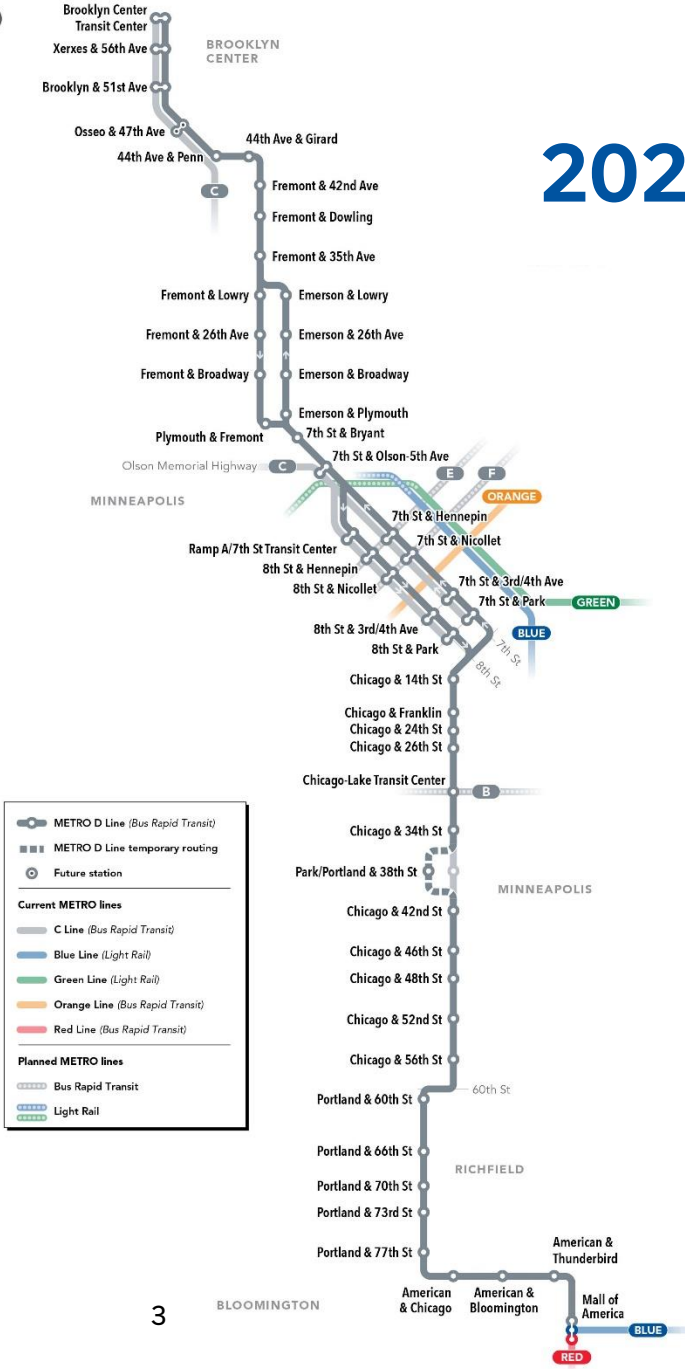 Brooklyn Center
Transit Center
Xerxes & 56th Ave
BROOKLYN
CENTER
Brooklyn & 51st Ave
Osseo & 47th Ave
44th Ave & Girard
44th Ave & Penn
202
C
Fremont & 42nd Ave
Fremont & Dowling
Fremont & 35th Ave
Fremont & Lowry
Emerson & Lowry
Fremont & 26th Ave
Emerson & 26th Ave
Fremont & Broadway
Emerson & Broadway
Emerson & Plymouth
Plymouth & Fremont
7th St & Bryant
7th St & Olson-5th Ave
Olson Memorial Highway
C
E
F
ORANGE
MINNEAPOLIS
7th St & Hennepin
7th St & Nicollet
Ramp A/7th St Transit Center
8th St & Hennepin
8th St & Nicollet
7th St & 3rd/4th Ave
7th St & Park
GREEN
8th St & 3rd/4th Ave
8th St & Park
BLUE
7th St
8th St
Chicago & 14th St
Chicago & Franklin
Chicago & 24th St
Chicago & 26th St
Chicago-Lake Transit Center
B
Chicago & 34th St
Park/Portland & 38th St
MINNEAPOLIS
Chicago & 42nd St
Chicago & 46th St
Chicago & 48th St
Chicago & 52nd St
Chicago & 56th St
60th St
Portland & 60th St
Portland & 66th St
RICHFIELD
Portland & 70th St
Portland & 73rd St
Portland & 77th St
American &
Thunderbird
American
& Chicago
American &
Bloomington
Mall of
America
BLUE
RED
BLOOMINGTON
3
METRO D Line (Bus Rapid Transit)
METRO D Line temporary routing
Future station
Current METRO lines
C Line (Bus Rapid Transit)
Blue Line (Light Rail)
Green Line (Light Rail)
Orange Line (Bus Rapid Transit)
Red Line (Bus Rapid Transit)
Planned METRO lines
Bus Rapid Transit
Light Rail